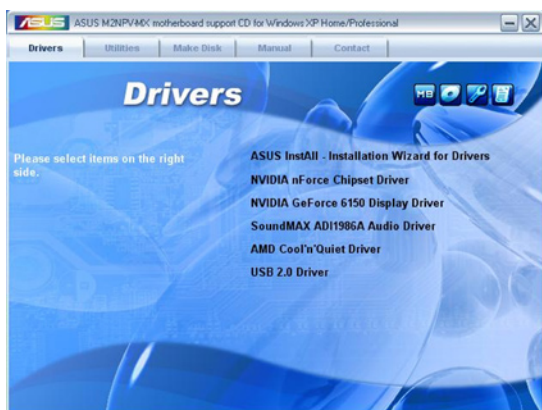 ASUS ASUS M2NPV-MX motherboard support CD for Windows XP Home/Professional
Drivers Utilities Make Disk Manual Contact
Drivers
MB
Please select items on the right
side.
ASUS InstAll - Installation Wizard for Drivers
NVIDIA nForce Chipset Driver
NVIDIA GeForce 6150 Display Driver
SoundMAX ADI1986A Audio Driver
AMD Cool'n'Quiet Driver
USB 2.0 Driver